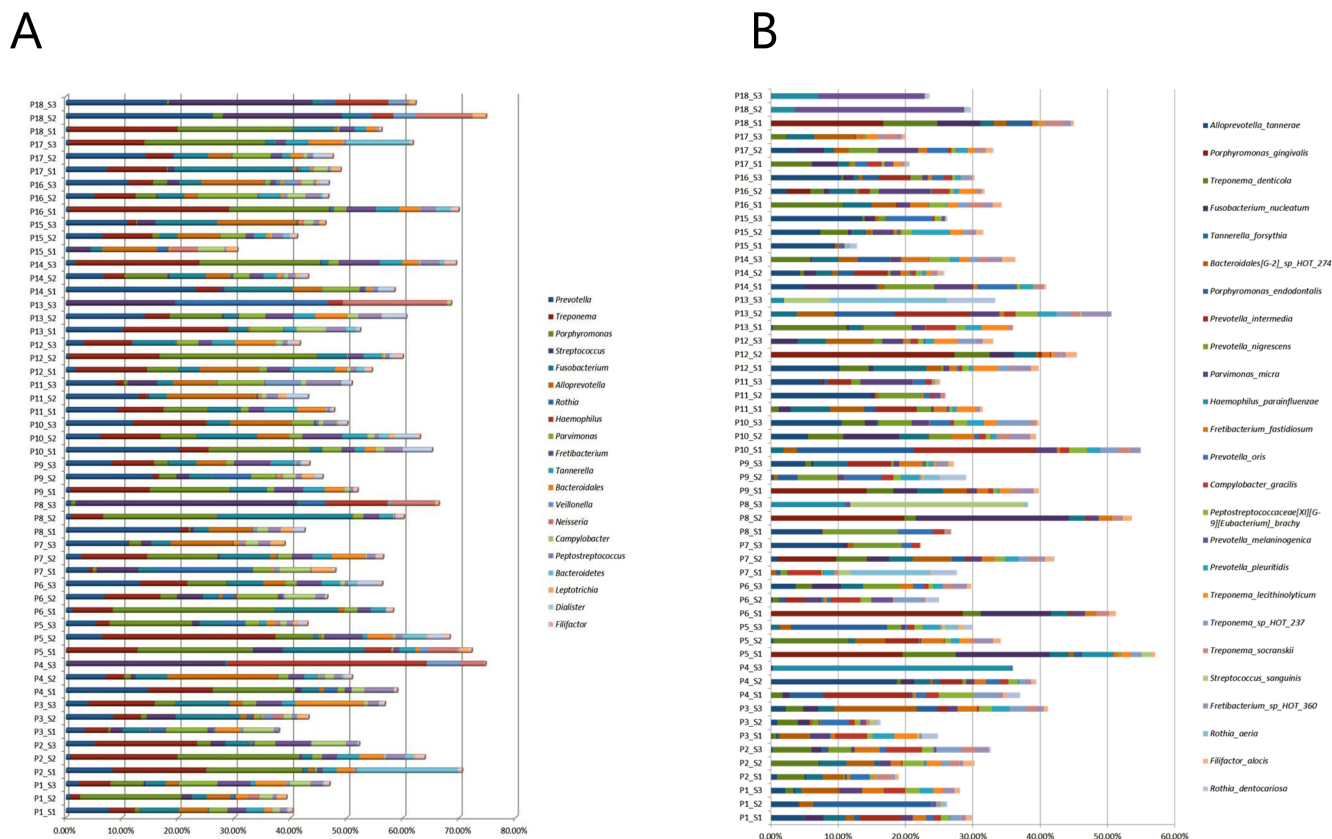 A
P18_S3
P18_S2
P18_S1
P17_S3
P17_S2
P17_S1
P16_S3
P16_S2
P16_S1
P15_S3
P15_S2
P15_S1
P14_S3
P14_S2
P14_S1
P13_S3
P13_S2
P13_S1
P12_S3
P12_S2
P12_S1
P11_S3
P11_S2
P11_S1
P10_S3
P10_S2
P10_S1
P9_S3
P9_S2
P9_S1
P8_S3
P8_S2
P8_S1
P7_S3
P7_S2
P7_S1
P6_S3
P6_S2
P6_S1
P5_S3
P5_S2
P5_S1
P4_S3
P4_S2
P4_S1
P3_S3
P3_S2
P3_S1
P2_S3
P2_S2
P2_S1
P1_S3
P1_S2
P1_S1
0.00% 10.00% 20.00% 30.00% 40.00% 50.00% 60.00% 70.00% 80.00%
Prevotella
Treponema
Porphyromonas
Streptococcus
Fusobacterium
Alloprevotella
Rothia
Haemophilus
Parvimonas
Fretibacterium
Tannerella
Bacteroidales
Veillonella
Neisseria
Campylobacter
Peptostreptococcus
Bacteroidetes
Leptotrichia
Dialister
Filifactor
B
P18_S3
P18_S2
P18_S1
P17_S3
P17_S2
P17_S1
P16_S3
P16_S2
P16_S1
P15_S3
P15_S2
P15_S1
P14_S3
P14_S2
P14_S1
P13_S3
P13_S2
P13_S1
P12_S3
P12_S2
P12_S1
P11_S3
P11_S2
P11_S1
P10_S3
P10_S2
P10_S1
P9_S3
P9_S2
P9_S1
P8_S3
P8_S2
P8_S1
P7_S3
P7_S2
P7_S1
P6_S3
P6_S2
P6_S1
P5_S3
P5_S2
P5_S1
P4_S3
P4_S2
P4_S1
P3_S3
P3_S2
P3_S1
P2_S3
P2_S2
P2_S1
P1_S3
P1_S2
P1_S1
0.00% 10.00% 20.00% 30.00% 40.00% 50.00% 60.00%
Alloprevotella_tannerae
Porphyromonas_gingivalis
Treponema_denticola
Fusobacterium_nucleatum
Tannerella_forsythia
Bacteroidales[G-2]_sp_HOT_274
Porphyromonas_endodontalis
Prevotella_intermedia
Prevotella_nigrescens
Parvimonas_micra
Haemophilus_parainfluenzae
Fretibacterium_fastidiosum
Prevotella_oris
Campylobacter_gracilis
Peptostreptococcaceae[XI][G-
9][Eubacterium]_brachy
Prevotella_melaninogenica
Prevotella_pleuritidis
Treponema_lecithinolyticum
Treponema_sp_HOT_237
Treponema_socranskii
Streptococcus_sanguinis
Fretibacterium_sp_HOT_360
Rothia_aeria
Filifactor_alocis
Rothia_dentocariosa